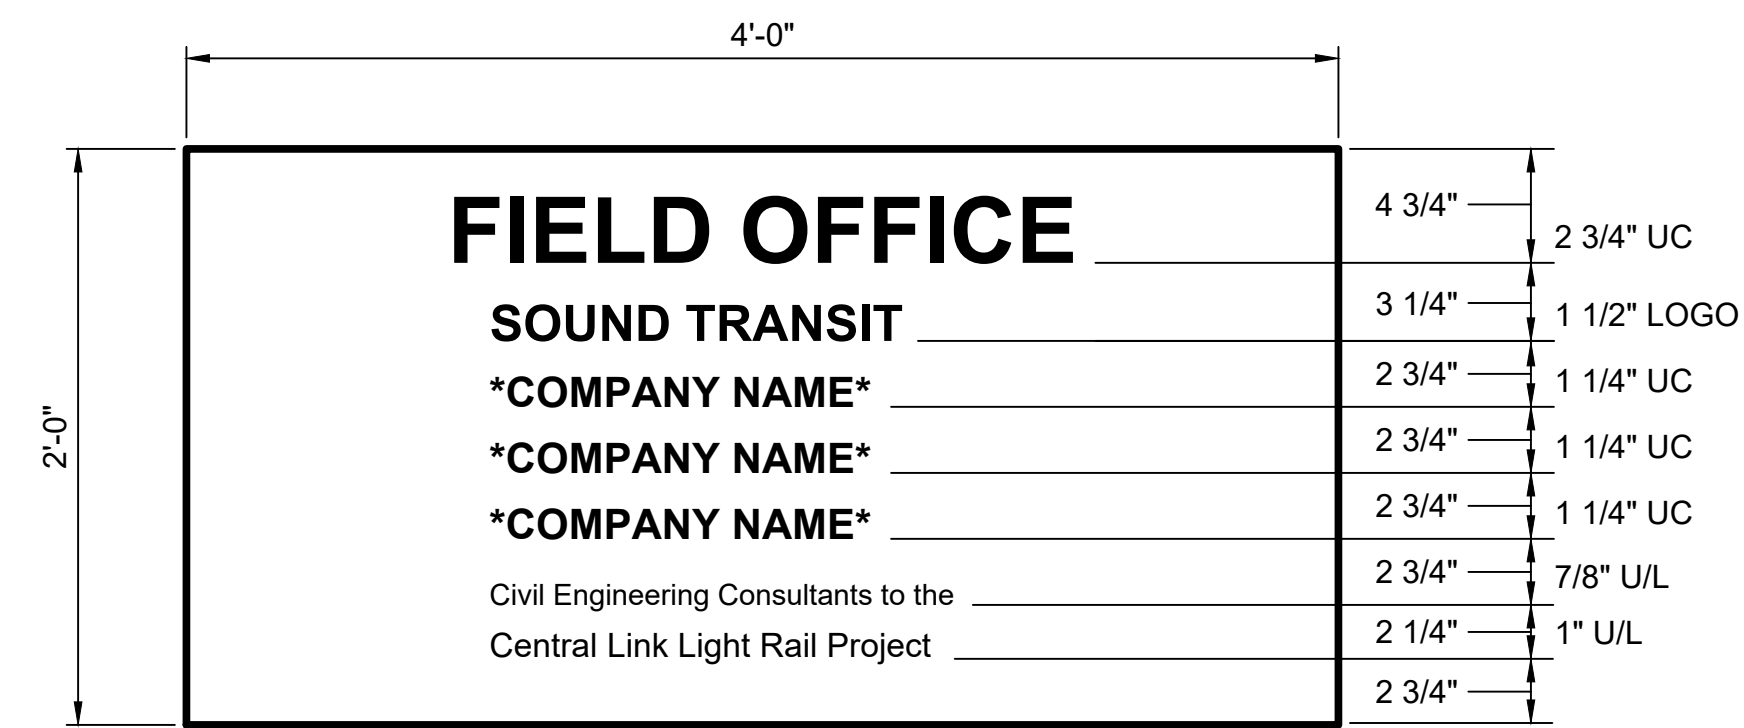 4'-0"
2'-0"
FIELD OFFICE
4 3/4"
2 3/4" UC
SOUND TRANSIT
3 1/4"
1 1/2" LOGO
*COMPANY NAME*
2 3/4"
1 1/4" UC
*COMPANY NAME*
2 3/4"
1 1/4" UC
*COMPANY NAME*
2 3/4"
1 1/4" UC
Civil Engineering Consultants to the
2 3/4"
7/8" U/L
Central Link Light Rail Project
2 1/4"
1" U/L
2 3/4"